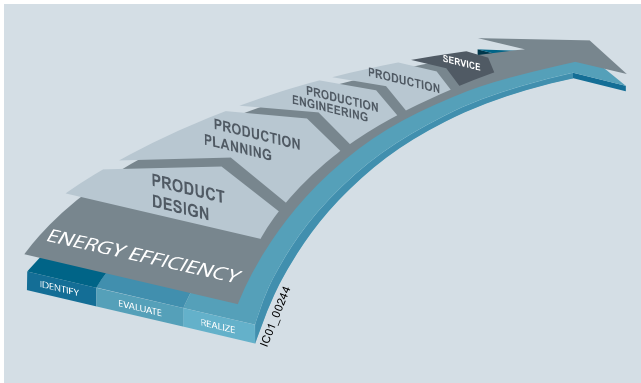 SERVICE
PRODUCTION
PRODUCTION
ENGINEERING
PRODUCTION
PLANNING
PRODUCT
DESIGN
ENERGY EFFICIENCY
IDENTIFY
EVALUATE
REALIZE
IC01_00244